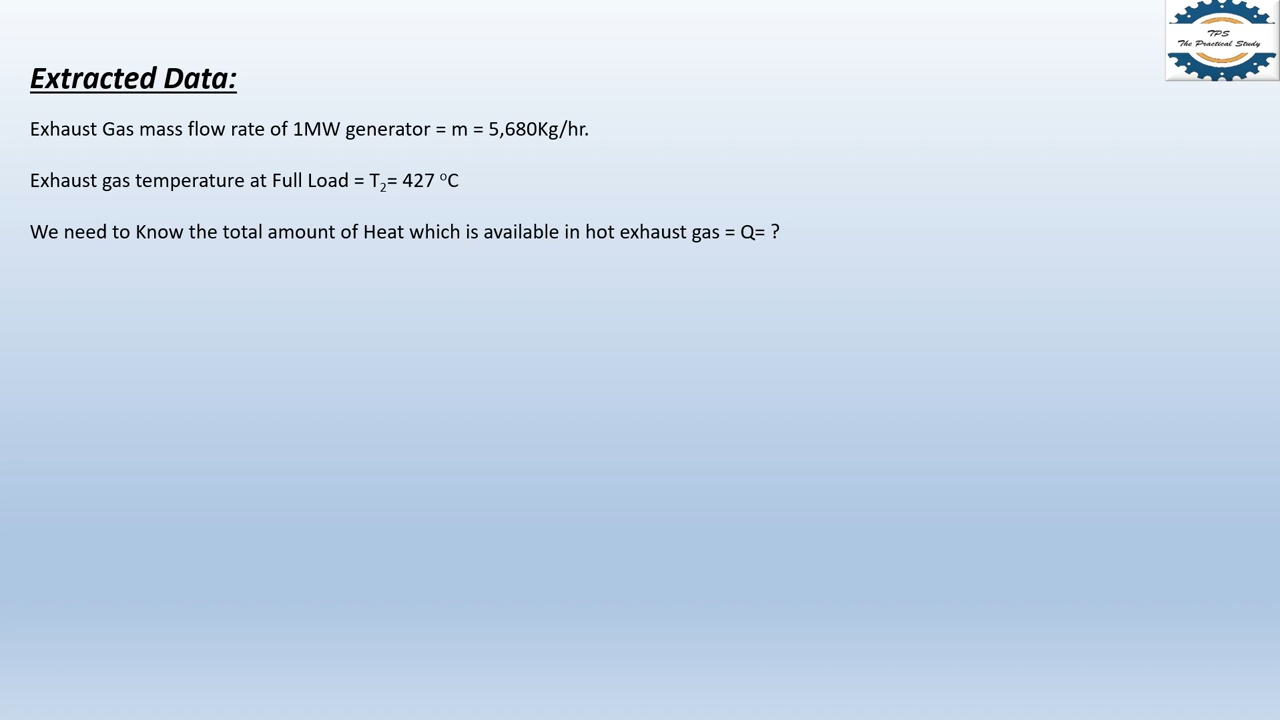 TPS
The Practical Study
Extracted Data:
Exhaust Gas mass flow rate of 1MW generator = m = 5,680Kg/hr.
Exhaust gas temperature at Full Load = T₂= 427 ᵒC
We need to Know the total amount of Heat which is available in hot exhaust gas = Q= ?